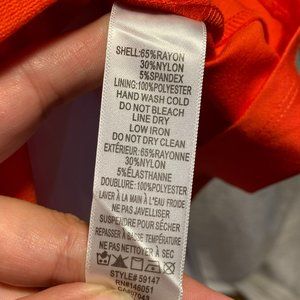 SHELL:65%RAYON
30%NYLON
5%SPANDEX
LINING:100%POLYESTER
HAND WASH COLD
DO NOT BLEACH
LINE DRY
LOW IRON
DO NOT DRY CLEAN
EXTÉRIEUR:65%RAYONNE
30%NYLON
5%ÉLASTHANNE
DOUBLURE:100%POLYESTER
LAVER À LA MAIN À L'EAU FROIDE
NE PAS JAVELLISER
SUSPENDRE POUR SÉCHER
REPASSER À BASSE TEMPÉRATURE
NE PAS NETTOYER À SEC
STYLE# 59147
RN#146051